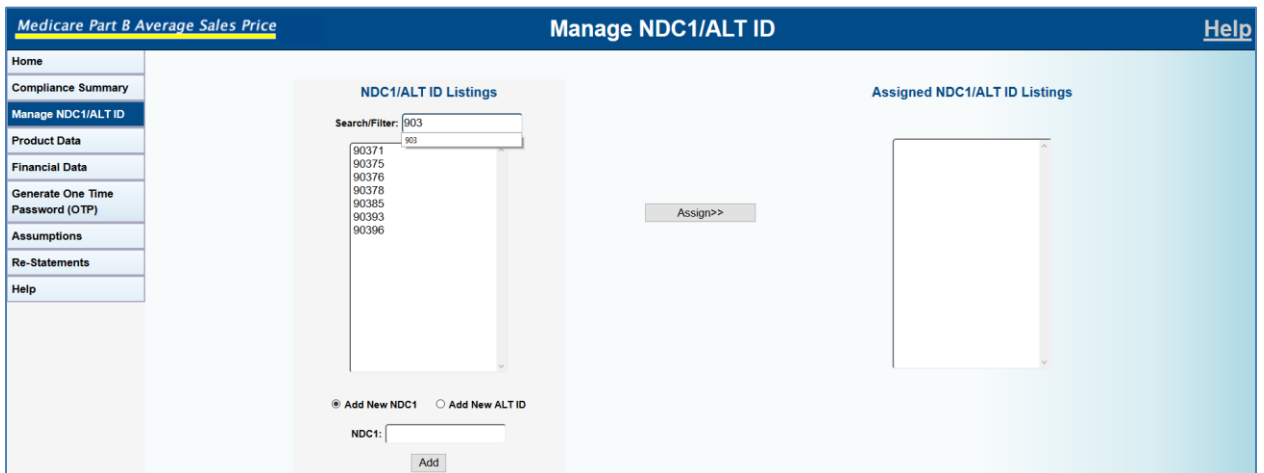 Medicare Part B Average Sales Price
Manage NDC1/ALT ID
Help
Home
Compliance Summary
Manage NDC1/ALT ID
Product Data
Financial Data
Generate One Time
Password (OTP)
Assumptions
Re-Statements
Help
NDC1/ALT ID Listings
Search/Filter: 903
903
90371
90375
90376
90378
90385
90393
90396
Add New NDC1 Add New ALT ID
NDC1:
Add
Assign>>
Assigned NDC1/ALT ID Listings